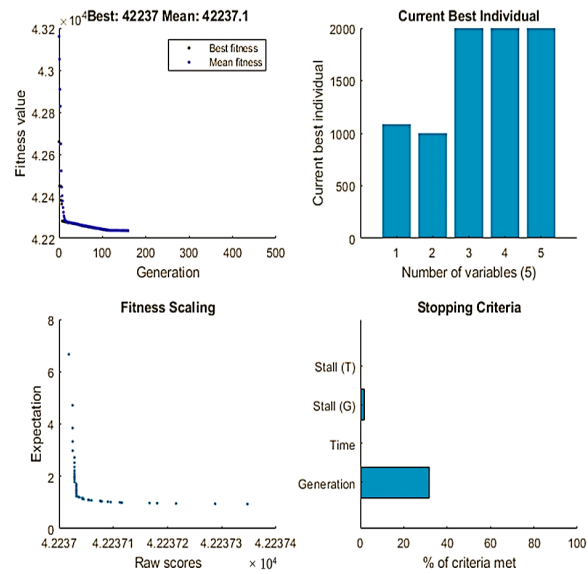 Best: 42237 Mean: 42237.1
× 10^4
4.32
4.3
4.28
4.26
4.24
4.22
Fitness value
Best fitness
Mean fitness
0 100 200 300 400 500
Generation
Current Best Individual
2000
1500
1000
500
0
Current best individual
1 2 3 4 5
Number of variables (5)
Fitness Scaling
8
6
4
2
0
Expectation
4.2237 4.22371 4.22372 4.22373 4.22374
Raw scores × 10^4
Stopping Criteria
Stall (T)
Stall (G)
Time
Generation
0 20 40 60 80 100
% of criteria met